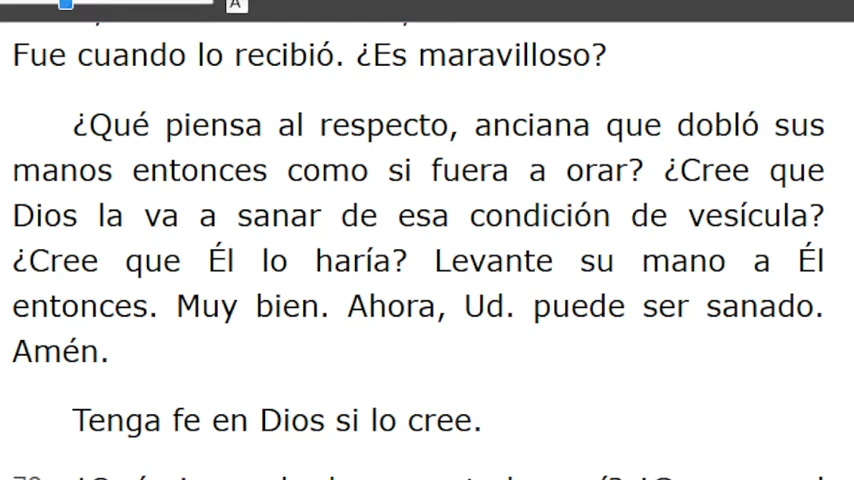 A
Fue cuando lo recibió. ¿Es maravilloso?
¿Qué piensa al respecto, anciana que dobló sus
manos entonces como si fuera a orar? ¿Cree que
Dios la va a sanar de esa condición de vesícula?
¿Cree que Él lo haría? Levante su mano a Él
entonces. Muy bien. Ahora, Ud. puede ser sanado.
Amén.
Tenga fe en Dios si lo cree.